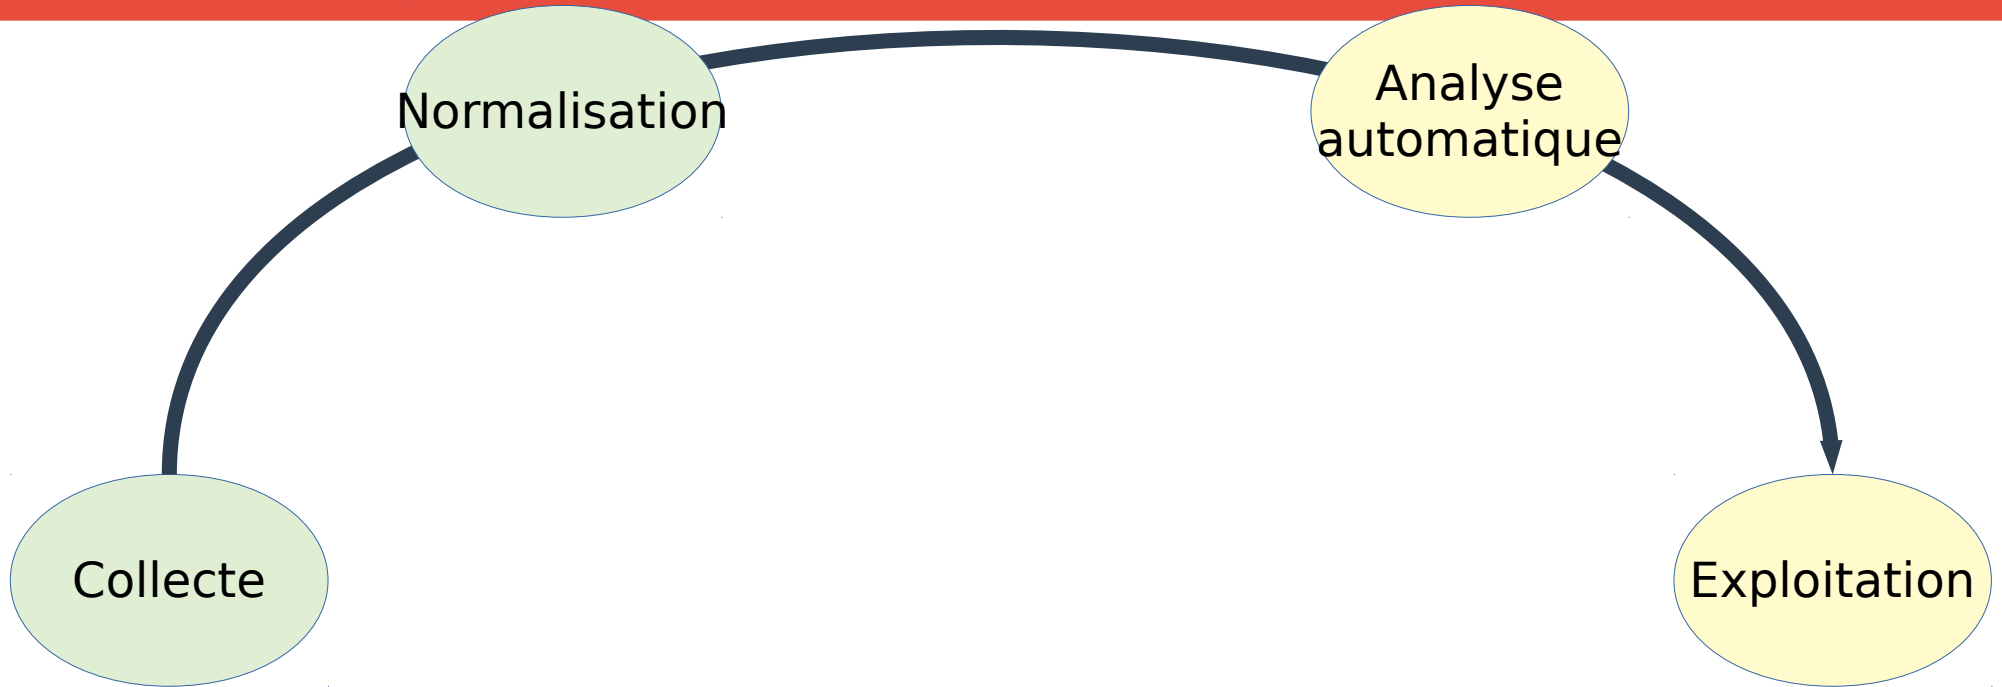 Normalisation
Analyse
automatique
Collecte
Exploitation